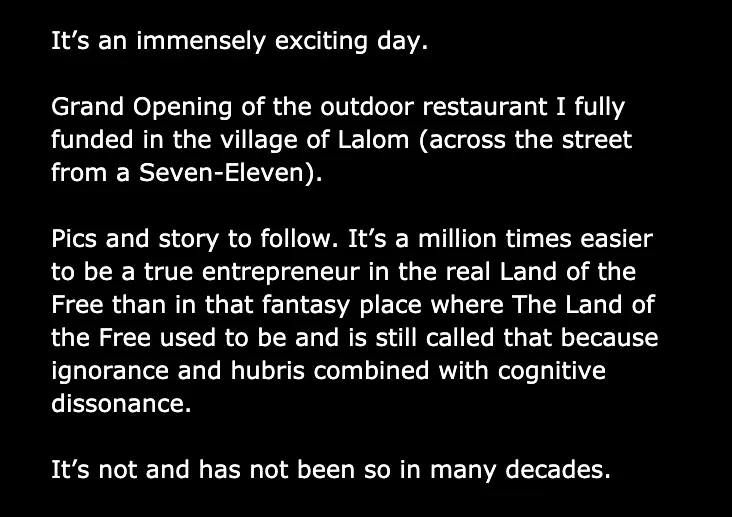 It’s an immensely exciting day.
Grand Opening of the outdoor restaurant I fully
funded in the village of Lalom (across the street
from a Seven-Eleven).
Pics and story to follow. It’s a million times easier
to be a true entrepreneur in the real Land of the
Free than in that fantasy place where The Land of
the Free used to be and is still called that because
ignorance and hubris combined with cognitive
dissonance.
It’s not and has not been so in many decades.